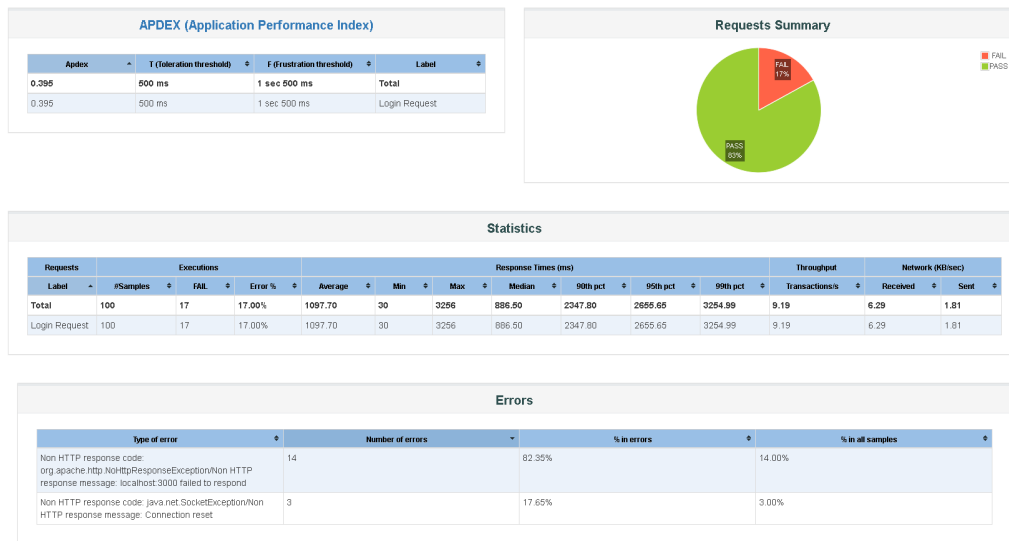 APDEX (Application Performance Index)
Apdex T (Toleration threshold) F (Frustration threshold) Label
0.395 500 ms 1 sec 500 ms Total
0.395 500 ms 1 sec 500 ms Login Request
Requests Summary
FAIL
PASS
FAIL
17%
PASS
83%
Statistics
Requests Executions Response Times (ms) Throughput Network (KB/sec)
Label #Samples FAIL Error % Average Min Max Median 90th pct 95th pct 99th pct Transactions/s Received Sent
Total 100 17 17.00% 1097.70 30 3256 886.50 2347.80 2655.65 3254.99 9.19 6.29 1.81
Login Request 100 17 17.00% 1097.70 30 3256 886.50 2347.80 2655.65 3254.99 9.19 6.29 1.81
Errors
Type of error Number of errors % in errors % in all samples
Non HTTP response code: 14 82.35% 14.00%
org.apache.http.NoHttpResponseException/Non HTTP
response message: localhost:3000 failed to respond
Non HTTP response code: java.net.SocketException/Non 3 17.65% 3.00%
HTTP response message: Connection reset